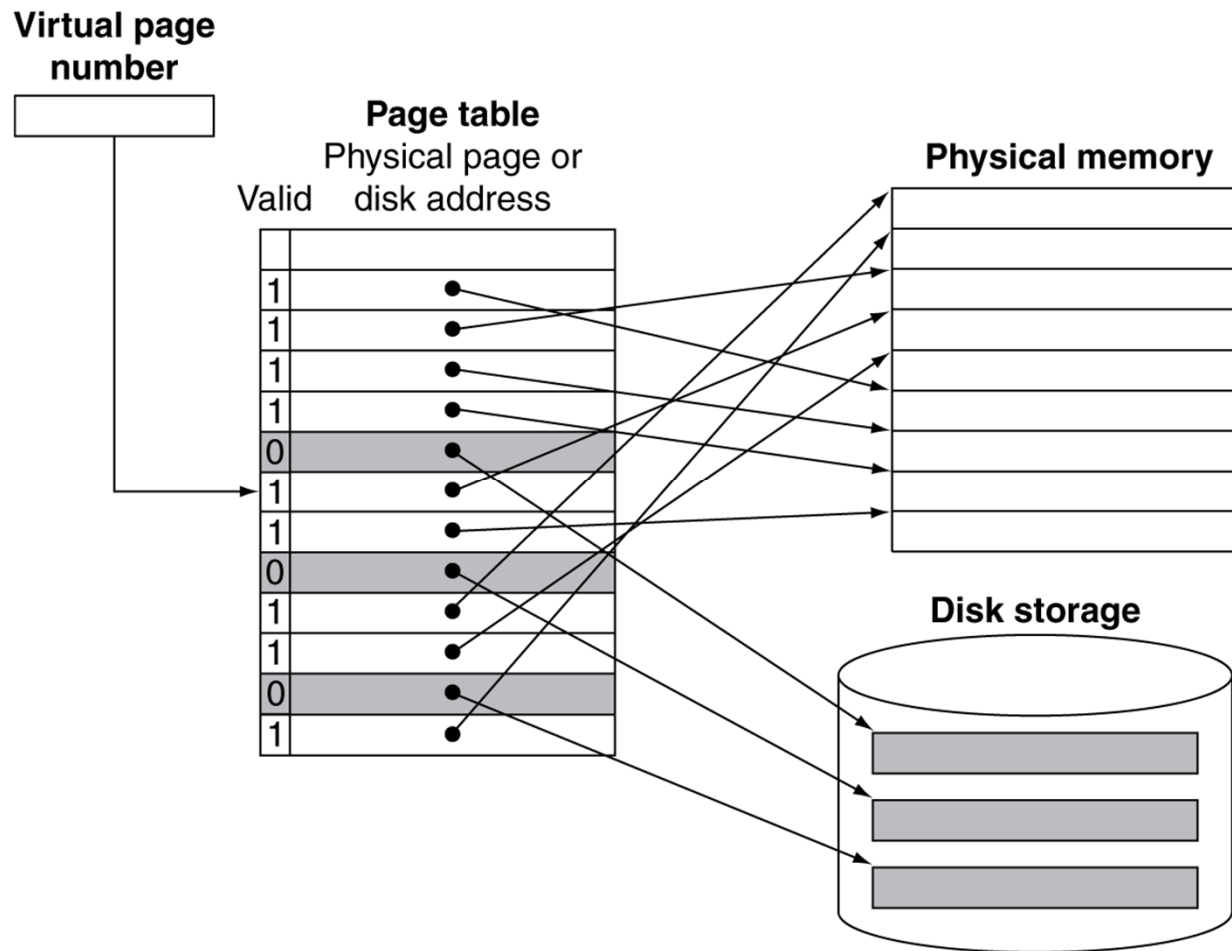 Virtual page
number
Page table
Physical page or
Valid disk address
Physical memory
1
1
1
1
0
1
1
0
1
1
0
1
Disk storage